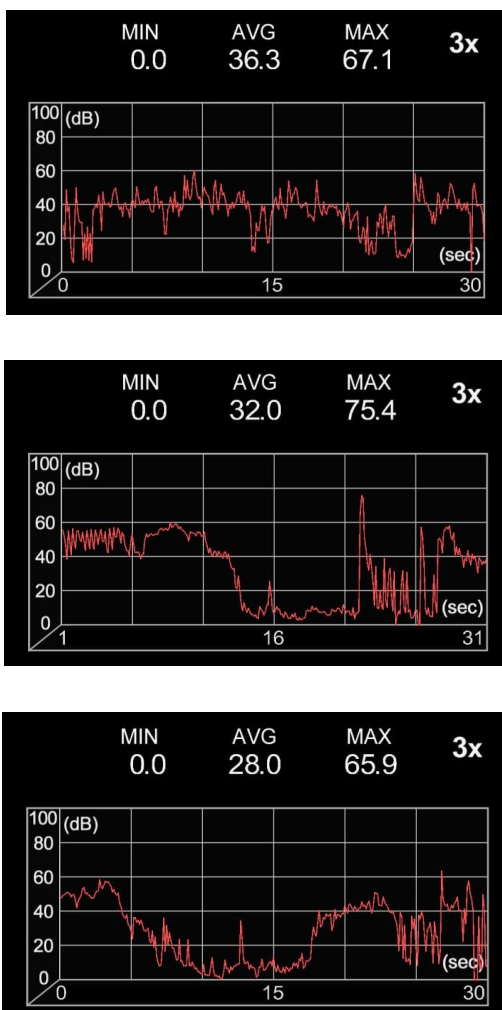 MIN AVG MAX 3x
0.0 36.3 67.1
100 (dB)
80
60
40
20
0 (sec)
0 15 30
MIN AVG MAX 3x
0.0 32.0 75.4
100 (dB)
80
60
40
20
0 (sec)
1 16 31
MIN AVG MAX 3x
0.0 28.0 65.9
100 (dB)
80
60
40
20
0 (sec)
0 15 30